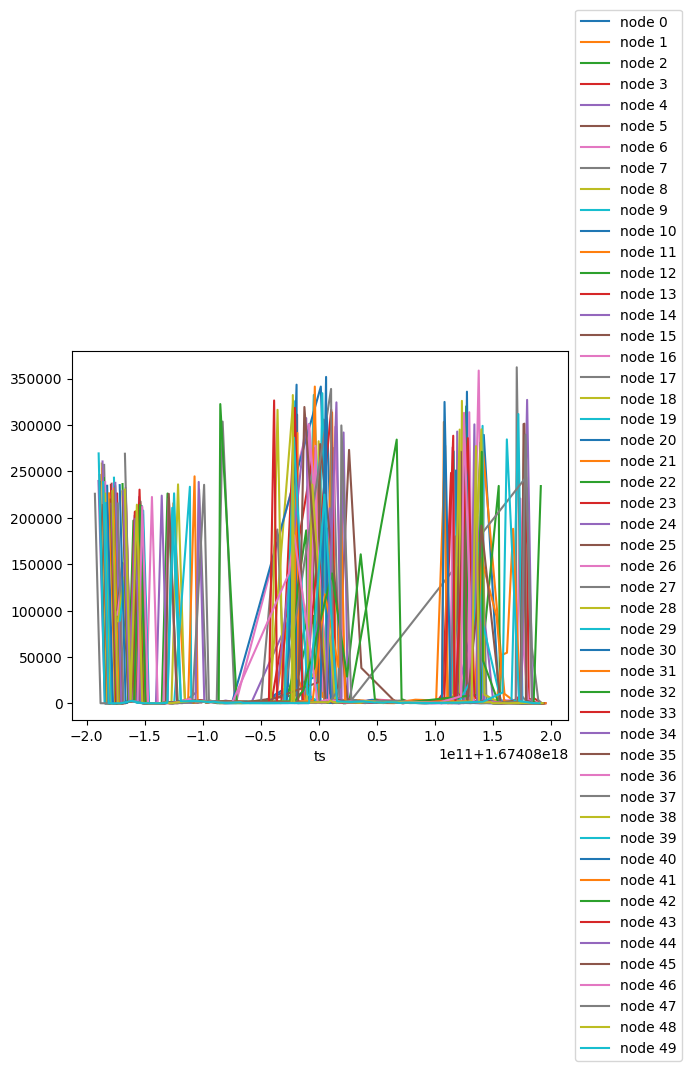 350000
300000
250000
200000
150000
100000
50000
0
−2.0 −1.5 −1.0 −0.5 0.0 0.5 1.0 1.5 2.0
ts
1e11+1.67408e18
node 0
node 1
node 2
node 3
node 4
node 5
node 6
node 7
node 8
node 9
node 10
node 11
node 12
node 13
node 14
node 15
node 16
node 17
node 18
node 19
node 20
node 21
node 22
node 23
node 24
node 25
node 26
node 27
node 28
node 29
node 30
node 31
node 32
node 33
node 34
node 35
node 36
node 37
node 38
node 39
node 40
node 41
node 42
node 43
node 44
node 45
node 46
node 47
node 48
node 49